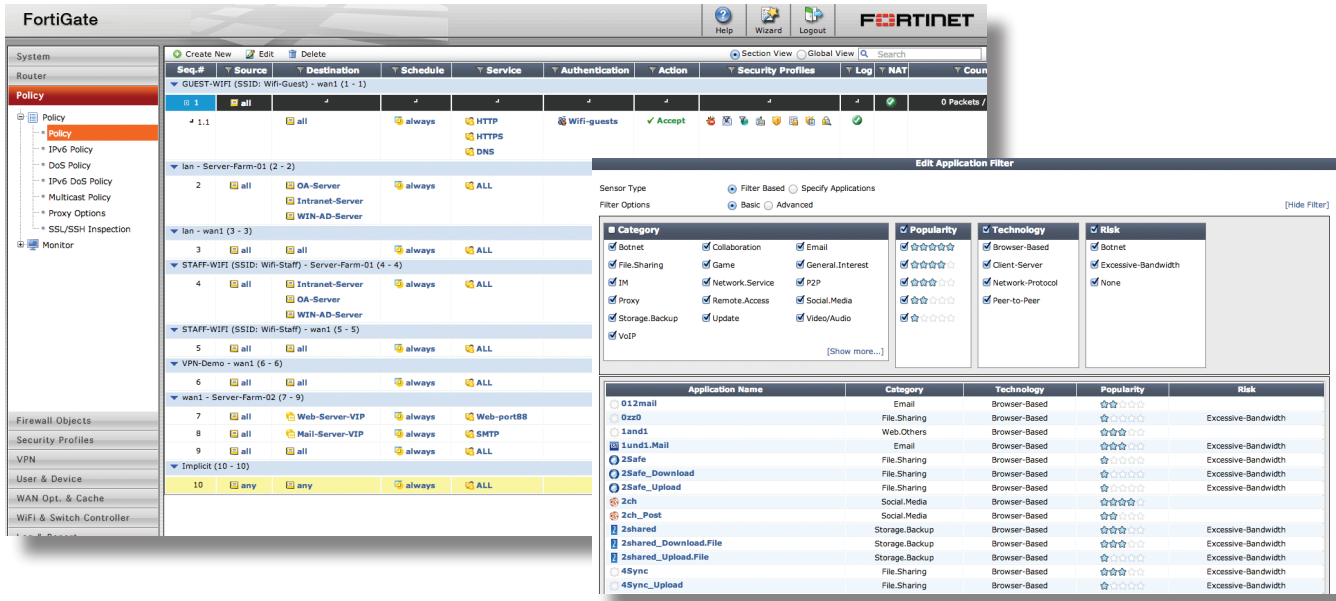 FortiGate
Help Wizard Logout
FORTINET
System
Router
Policy
Policy
Policy
IPv6 Policy
DoS Policy
IPv6 DoS Policy
Multicast Policy
Proxy Options
SSL/SSH Inspection
Monitor
Firewall Objects
Security Profiles
VPN
User & Device
WAN Opt. & Cache
WiFi & Switch Controller
Create New Edit Delete Section View Global View Search
Seq.# Source Destination Schedule Service Authentication Action Security Profiles Log NAT Coun
GUEST-WIFI (SSID: Wifi-Guest) - wan1 (1 - 1)
1 all 0 Packets /
1.1 all always HTTP Wifi-guests Accept
HTTPS
DNS
lan - Server-Farm-01 (2 - 2)
2 all OA-Server always ALL
Intranet-Server
WIN-AD-Server
lan - wan1 (3 - 3)
3 all all always ALL
STAFF-WIFI (SSID: Wifi-Staff) - Server-Farm-01 (4 - 4)
4 all Intranet-Server always ALL
OA-Server
WIN-AD-Server
STAFF-WIFI (SSID: Wifi-Staff) - wan1 (5 - 5)
5 all all always ALL
VPN-Demo - wan1 (6 - 6)
6 all all always ALL
wan1 - Server-Farm-02 (7 - 9)
7 all Web-Server-VIP always Web-port88
8 all Mail-Server-VIP always SMTP
9 all all always ALL
Implicit (10 - 10)
10 any any always ALL
Edit Application Filter
Sensor Type Filter Based Specify Applications
Filter Options Basic Advanced [Hide Filter]
Category Popularity Technology Risk
Botnet Collaboration Email Browser-Based Botnet
File.Sharing Game General.Interest Client-Server Excessive-Bandwidth
IM Network.Service P2P Network-Protocol None
Proxy Remote.Access Social.Media Peer-to-Peer
Storage.Backup Update Video/Audio
VoIP
[Show more...]
Application Name Category Technology Popularity Risk
012mail Email Browser-Based
0zz0 File.Sharing Browser-Based Excessive-Bandwidth
1and1 Web.Others Browser-Based
1und1.Mail Email Browser-Based Excessive-Bandwidth
2Safe File.Sharing Browser-Based Excessive-Bandwidth
2Safe_Download File.Sharing Browser-Based Excessive-Bandwidth
2Safe_Upload File.Sharing Browser-Based Excessive-Bandwidth
2ch Social.Media Browser-Based
2ch_Post Social.Media Browser-Based
2shared Storage.Backup Browser-Based Excessive-Bandwidth
2shared_Download.File Storage.Backup Browser-Based Excessive-Bandwidth
2shared_Upload.File Storage.Backup Browser-Based Excessive-Bandwidth
4Sync File.Sharing Browser-Based Excessive-Bandwidth
4Sync_Upload File.Sharing Browser-Based Excessive-Bandwidth